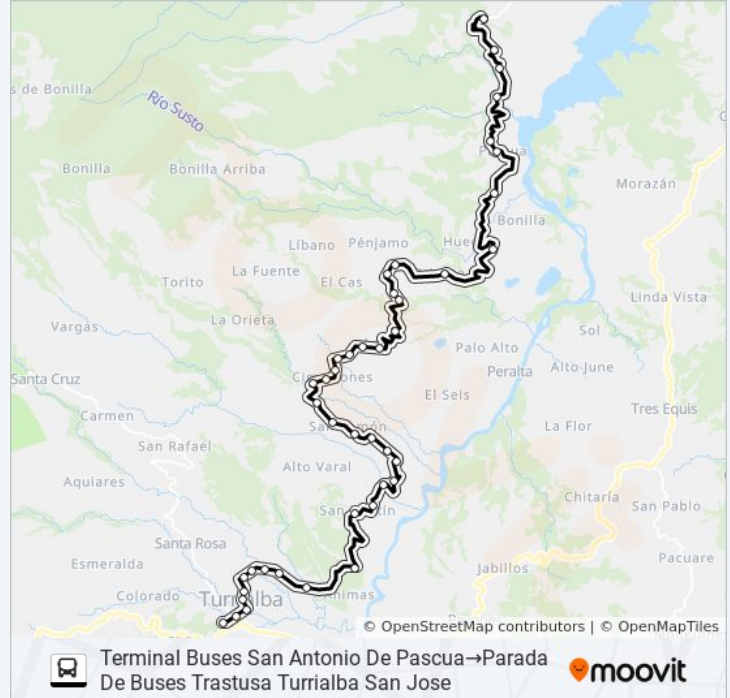 s de Bonilla
Río Susto
Bonilla
Bonilla Arriba
Morazán
Bonilla
Líbano
Pénjamo
La Fuente
El Cas
Torito
Linda Vista
La Orieta
Vargas
Sol
Palo Alto
Peralta
Alto June
Santa Cruz
Carmen
El Seis
Tres Equis
La Flor
San Rafael
Alto Varal
Aquiares
Chitaría
San Pablo
Santa Rosa
Pacuare
Esmeralda
Jabillos
Colorado
Turrialba
© OpenStreetMap contributors | © OpenMapTiles
Terminal Buses San Antonio De Pascua→Parada
De Buses Trastusa Turrialba San Jose
moovit